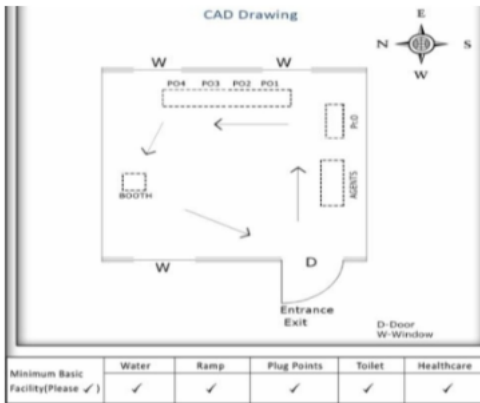 CAD Drawing
E
N S
W
W W
PO4 PO3 PO2 PO1
PrO
AGENTS
BOOTH
W
D
Entrance
Exit
D-Door
W-Window
Minimum Basic Facility(Please ✓) Water Ramp Plug Points Toilet Healthcare
✓ ✓ ✓ ✓ ✓